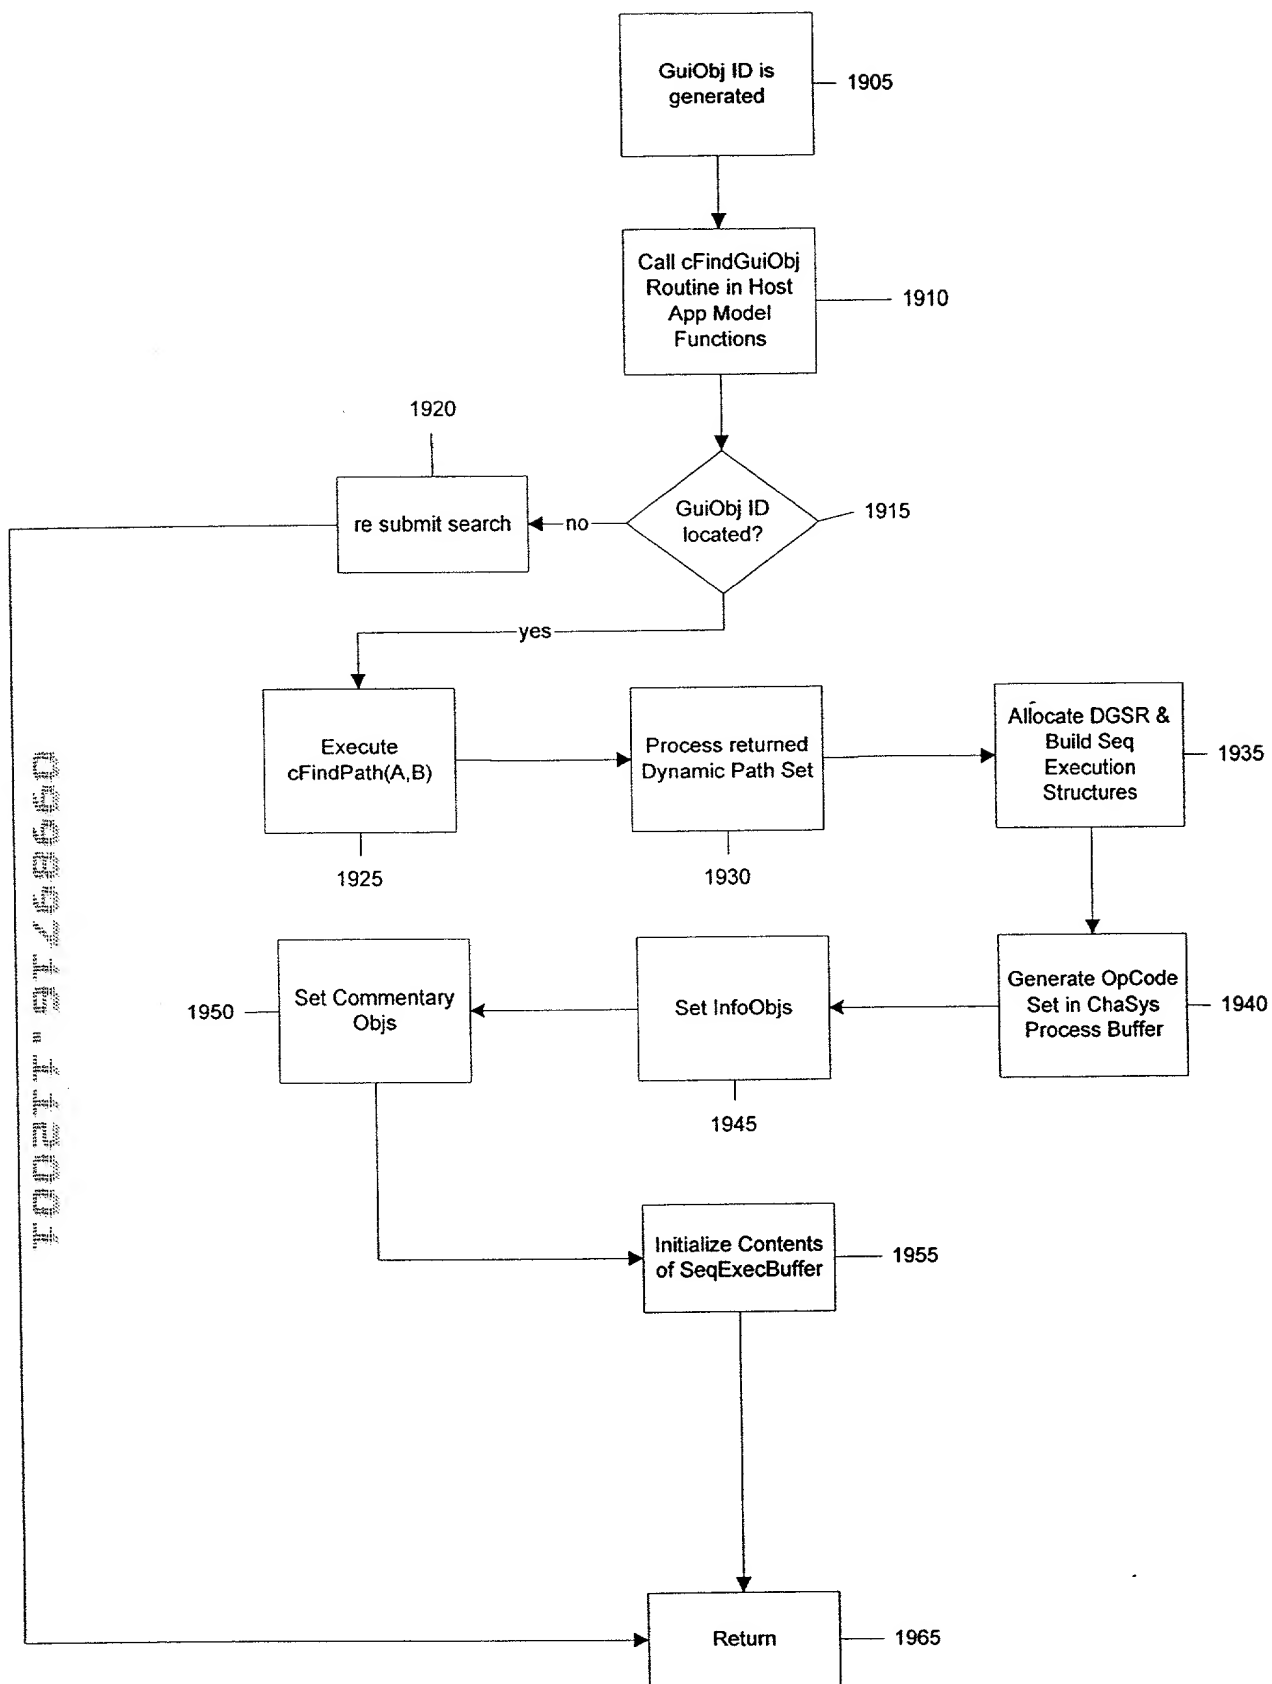 GuiObj ID is
generated
1905
Call cFindGuiObj
Routine in Host
App Model
Functions
1910
1920
re submit search
no
GuiObj ID
located?
1915
yes
Execute
cFindPath(A,B)
1925
Process returned
Dynamic Path Set
1930
Allocate DGSR &
Build Seq
Execution
Structures
1935
1950
Set Commentary
Objs
Set InfoObjs
1945
Generate OpCode
Set in ChaSys
Process Buffer
1940
Initialize Contents
of SeqExecBuffer
1955
Return
1965